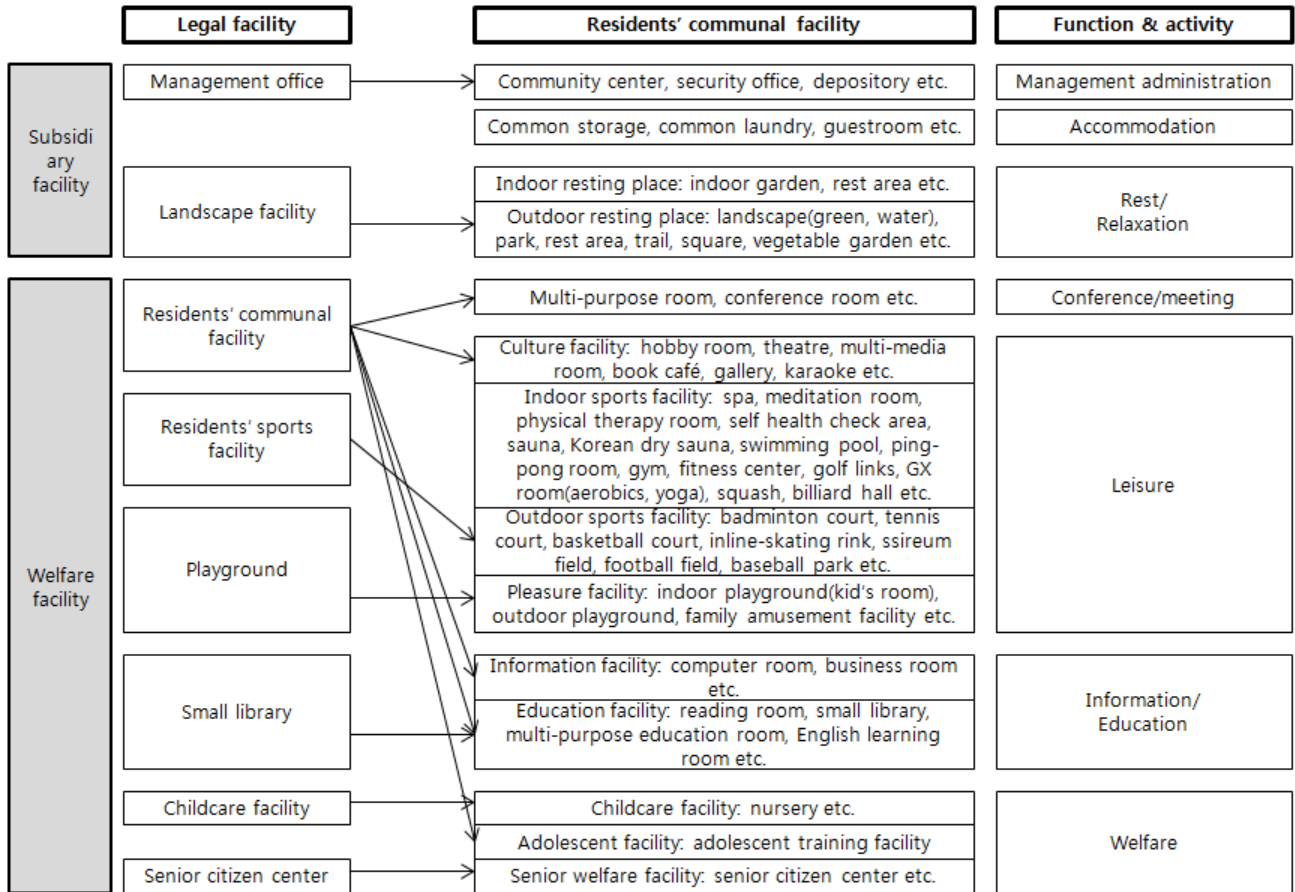 Legal facility
Residents' communal facility
Function & activity
Subsidi
ary
facility
Management office
Community center, security office, depository etc.
Management administration
Common storage, common laundry, guestroom etc.
Accommodation
Landscape facility
Indoor resting place: indoor garden, rest area etc.
Outdoor resting place: landscape(green, water),
park, rest area, trail, square, vegetable garden etc.
Rest/
Relaxation
Welfare
facility
Residents' communal
facility
Multi-purpose room, conference room etc.
Conference/meeting
Culture facility: hobby room, theatre, multi-media
room, book café, gallery, karaoke etc.
Residents' sports
facility
Indoor sports facility: spa, meditation room,
physical therapy room, self health check area,
sauna, Korean dry sauna, swimming pool, ping-
pong room, gym, fitness center, golf links, GX
room(aerobics, yoga), squash, billiard hall etc.
Leisure
Outdoor sports facility: badminton court, tennis
court, basketball court, inline-skating rink, ssireum
field, football field, baseball park etc.
Playground
Pleasure facility: indoor playground(kid's room),
outdoor playground, family amusement facility etc.
Small library
Information facility: computer room, business room
etc.
Education facility: reading room, small library,
multi-purpose education room, English learning
room etc.
Information/
Education
Childcare facility
Childcare facility: nursery etc.
Adolescent facility: adolescent training facility
Welfare
Senior citizen center
Senior welfare facility: senior citizen center etc.